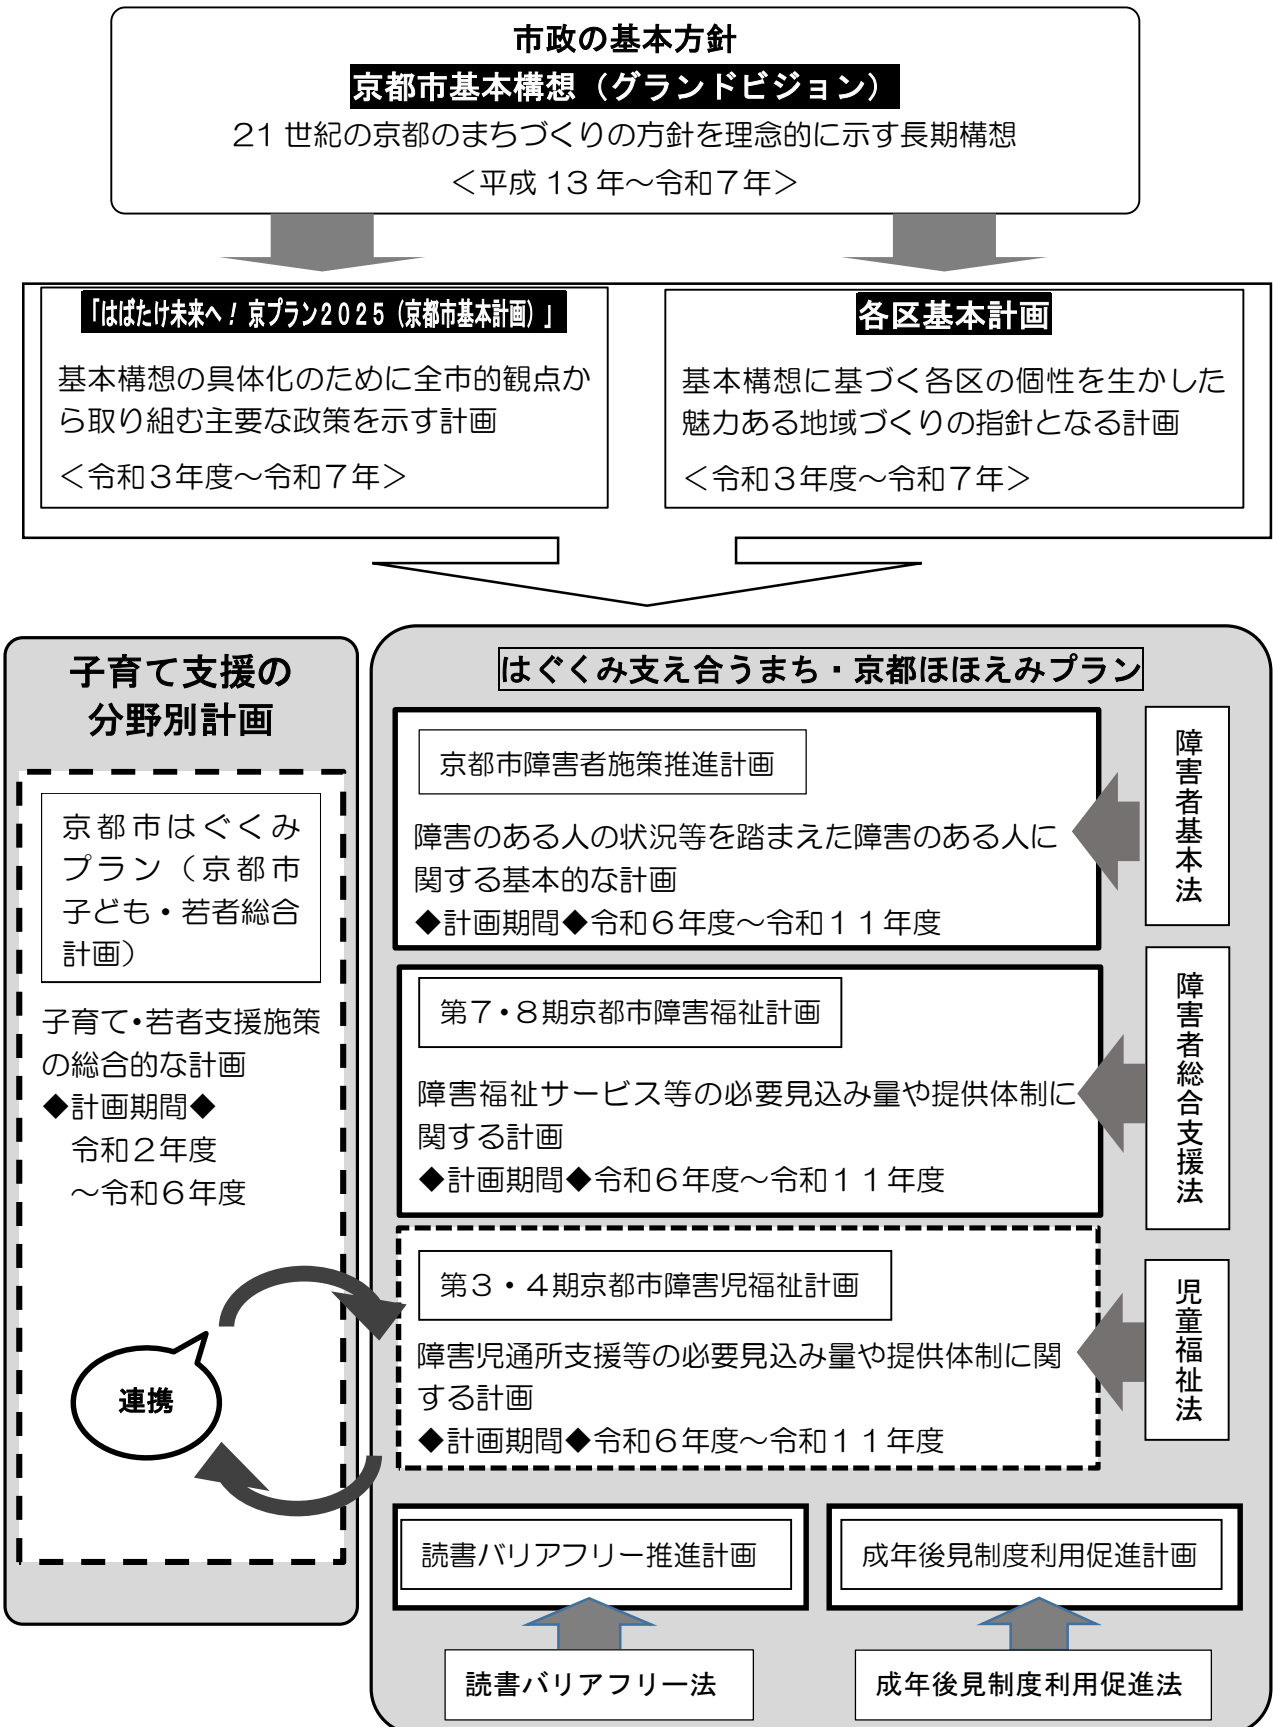 市政の基本方針
京都市基本構想（グランドビジョン）
21 世紀の京都のまちづくりの方針を理念的に示す長期構想
＜平成 13 年～令和７年＞
「はばたけ未来へ！ 京プラン２０２５（京都市基本計画）」
基本構想の具体化のために全市的観点か
ら取り組む主要な政策を示す計画
＜令和３年度～令和７年＞
各区基本計画
基本構想に基づく各区の個性を生かした
魅力ある地域づくりの指針となる計画
＜令和３年度～令和７年＞
子育て支援の
分野別計画
京都市はぐくみ
プラン（京都市
子ども・若者総合
計画）
子育て・若者支援施策
の総合的な計画
◆計画期間◆
令和２年度
～令和６年度
連携
はぐくみ支え合うまち・京都ほほえみプラン
京都市障害者施策推進計画
障害のある人の状況等を踏まえた障害のある人に
関する基本的な計画
◆計画期間◆令和６年度～令和１１年度
障害者基本法
第７・８期京都市障害福祉計画
障害福祉サービス等の必要見込み量や提供体制に
関する計画
◆計画期間◆令和６年度～令和１１年度
障害者総合支援法
第３・４期京都市障害児福祉計画
障害児通所支援等の必要見込み量や提供体制に関
する計画
◆計画期間◆令和６年度～令和１１年度
児童福祉法
読書バリアフリー推進計画
成年後見制度利用促進計画
読書バリアフリー法
成年後見制度利用促進法